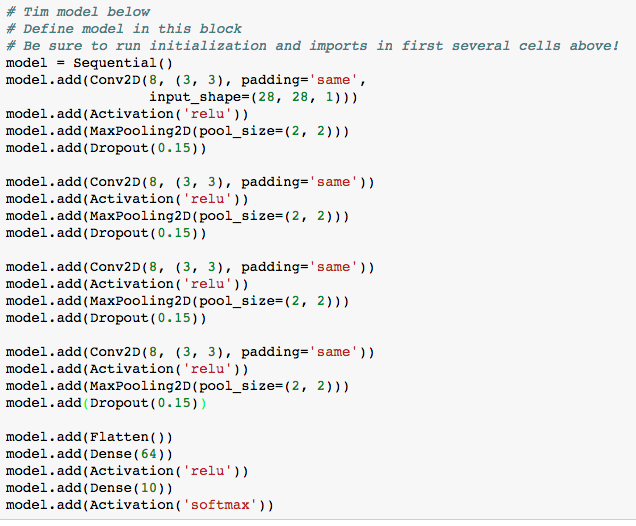 # Tim model below
# Define model in this block
# Be sure to run initialization and imports in first several cells above!
model = Sequential()
model.add(Conv2D(8, (3, 3), padding='same',
                 input_shape=(28, 28, 1)))
model.add(Activation('relu'))
model.add(MaxPooling2D(pool_size=(2, 2)))
model.add(Dropout(0.15))

model.add(Conv2D(8, (3, 3), padding='same'))
model.add(Activation('relu'))
model.add(MaxPooling2D(pool_size=(2, 2)))
model.add(Dropout(0.15))

model.add(Conv2D(8, (3, 3), padding='same'))
model.add(Activation('relu'))
model.add(MaxPooling2D(pool_size=(2, 2)))
model.add(Dropout(0.15))

model.add(Conv2D(8, (3, 3), padding='same'))
model.add(Activation('relu'))
model.add(MaxPooling2D(pool_size=(2, 2)))
model.add(Dropout(0.15))

model.add(Flatten())
model.add(Dense(64))
model.add(Activation('relu'))
model.add(Dense(10))
model.add(Activation('softmax'))